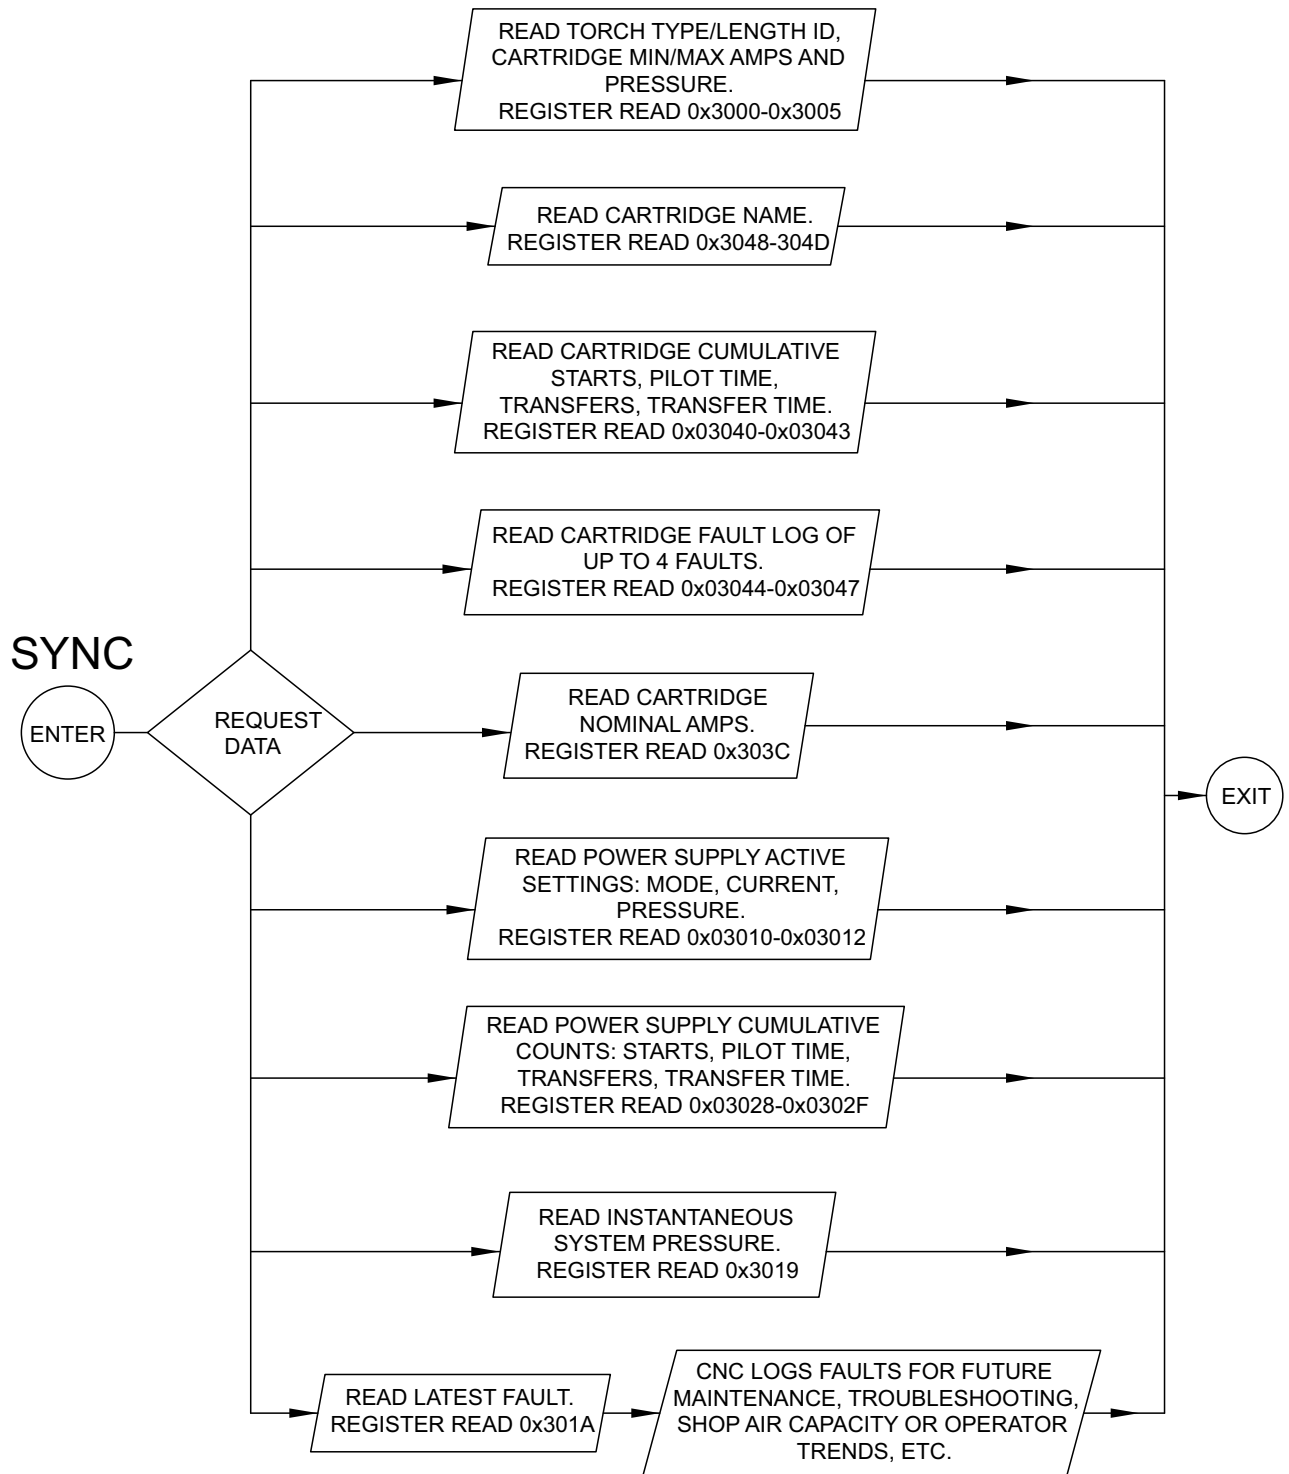 READ TORCH TYPE/LENGTH ID,
CARTRIDGE MIN/MAX AMPS AND
PRESSURE.
REGISTER READ 0x3000-0x3005
READ CARTRIDGE NAME.
REGISTER READ 0x3048-304D
READ CARTRIDGE CUMULATIVE
STARTS, PILOT TIME,
TRANSFERS, TRANSFER TIME.
REGISTER READ 0x03040-0x03043
READ CARTRIDGE FAULT LOG OF
UP TO 4 FAULTS.
REGISTER READ 0x03044-0x03047
SYNC
ENTER
REQUEST
DATA
READ CARTRIDGE
NOMINAL AMPS.
REGISTER READ 0x303C
EXIT
READ POWER SUPPLY ACTIVE
SETTINGS: MODE, CURRENT,
PRESSURE.
REGISTER READ 0x03010-0x03012
READ POWER SUPPLY CUMULATIVE
COUNTS: STARTS, PILOT TIME,
TRANSFERS, TRANSFER TIME.
REGISTER READ 0x03028-0x0302F
READ INSTANTANEOUS
SYSTEM PRESSURE.
REGISTER READ 0x3019
READ LATEST FAULT.
REGISTER READ 0x301A
CNC LOGS FAULTS FOR FUTURE
MAINTENANCE, TROUBLESHOOTING,
SHOP AIR CAPACITY OR OPERATOR
TRENDS, ETC.